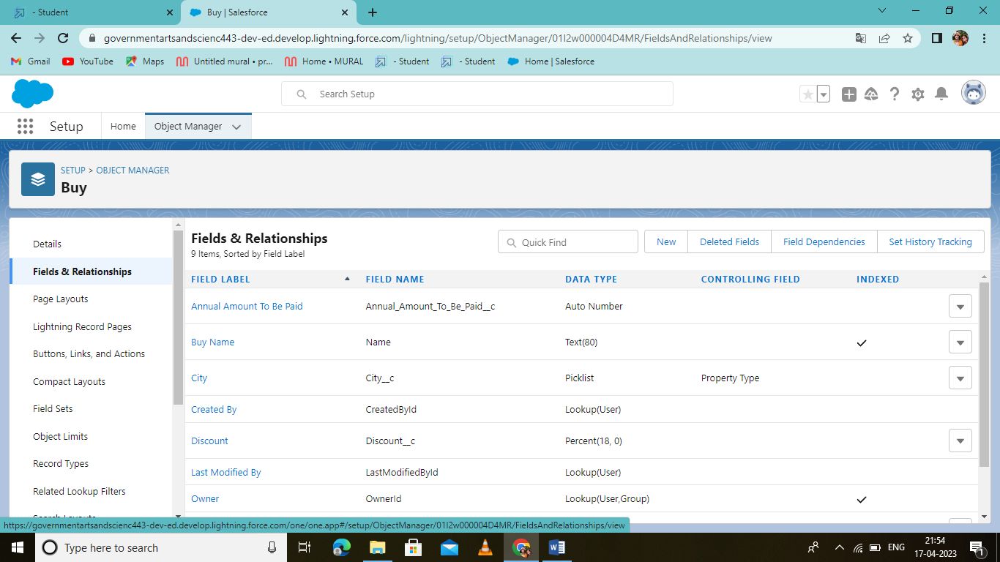 - Student
Buy | Salesforce
governmentartsandscienc443-dev-ed.develop.lightning.force.com/lightning/setup/ObjectManager/01I2w000004D4MR/FieldsAndRelationships/view
Gmail YouTube Maps Untitled mural • pr... Home • MURAL - Student - Student Home | Salesforce
Search Setup
Setup Home Object Manager
SETUP > OBJECT MANAGER
Buy
Details
Fields & Relationships
Page Layouts
Lightning Record Pages
Buttons, Links, and Actions
Compact Layouts
Field Sets
Object Limits
Record Types
Related Lookup Filters
Search Layouts
Fields & Relationships
9 Items, Sorted by Field Label
Quick Find New Deleted Fields Field Dependencies Set History Tracking
FIELD LABEL FIELD NAME DATA TYPE CONTROLLING FIELD INDEXED
Annual Amount To Be Paid Annual_Amount_To_Be_Paid__c Auto Number
Buy Name Name Text(80)
City City__c Picklist Property Type
Created By CreatedById Lookup(User)
Discount Discount__c Percent(18, 0)
Last Modified By LastModifiedById Lookup(User)
Owner OwnerId Lookup(User,Group)
https://governmentartsandscienc443-dev-ed.develop.lightning.force.com/one/one.app#/setup/ObjectManager/01I2w000004D4MR/FieldsAndRelationships/view
Type here to search
ENG
21:54
17-04-2023
1